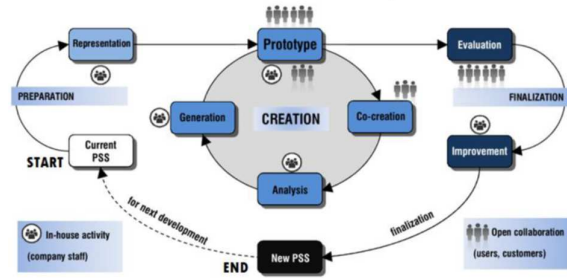 Representation
Prototype
Evaluation
PREPARATION
Generation
CREATION
Co-creation
FINALIZATION
START
Current
PSS
Improvement
Analysis
for next development
finalization
In-house activity
(company staff)
END
New PSS
Open collaboration
(users, customers)